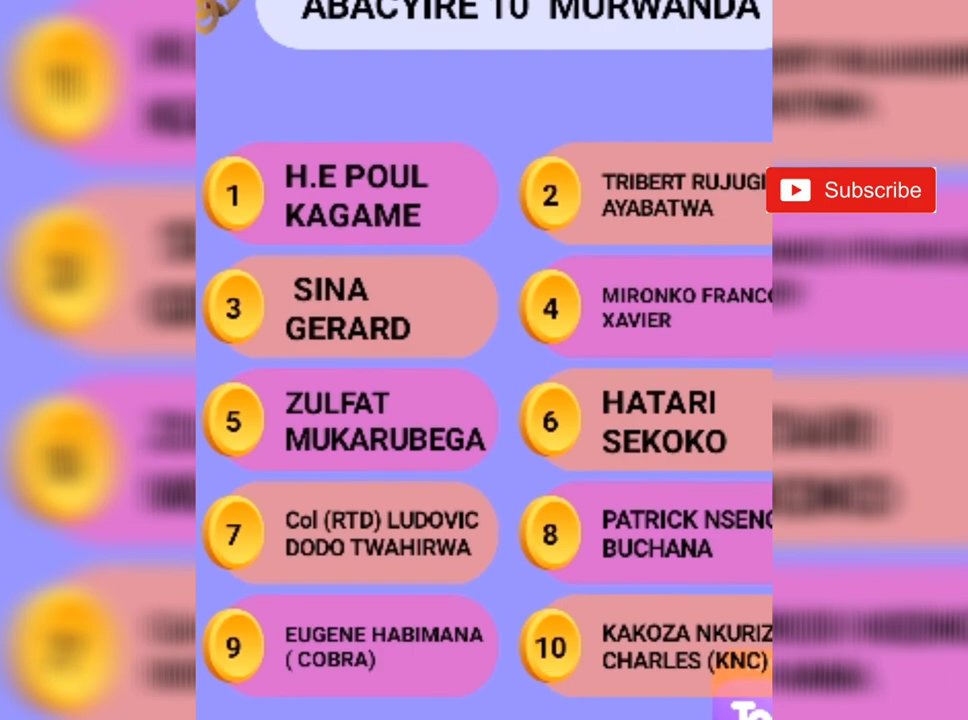 ABACYIRE 10 MURWANDA
1 H.E POUL
KAGAME
2 TRIBERT RUJUGI
AYABATWA
Subscribe
3 SINA
GERARD
4 MIRONKO FRANCO
XAVIER
5 ZULFAT
MUKARUBEGA
6 HATARI
SEKOKO
7 Col (RTD) LUDOVIC
DODO TWAHIRWA
8 PATRICK NSENG
BUCHANA
9 EUGENE HABIMANA
( COBRA)
10 KAKOZA NKURIZ
CHARLES (KNC)